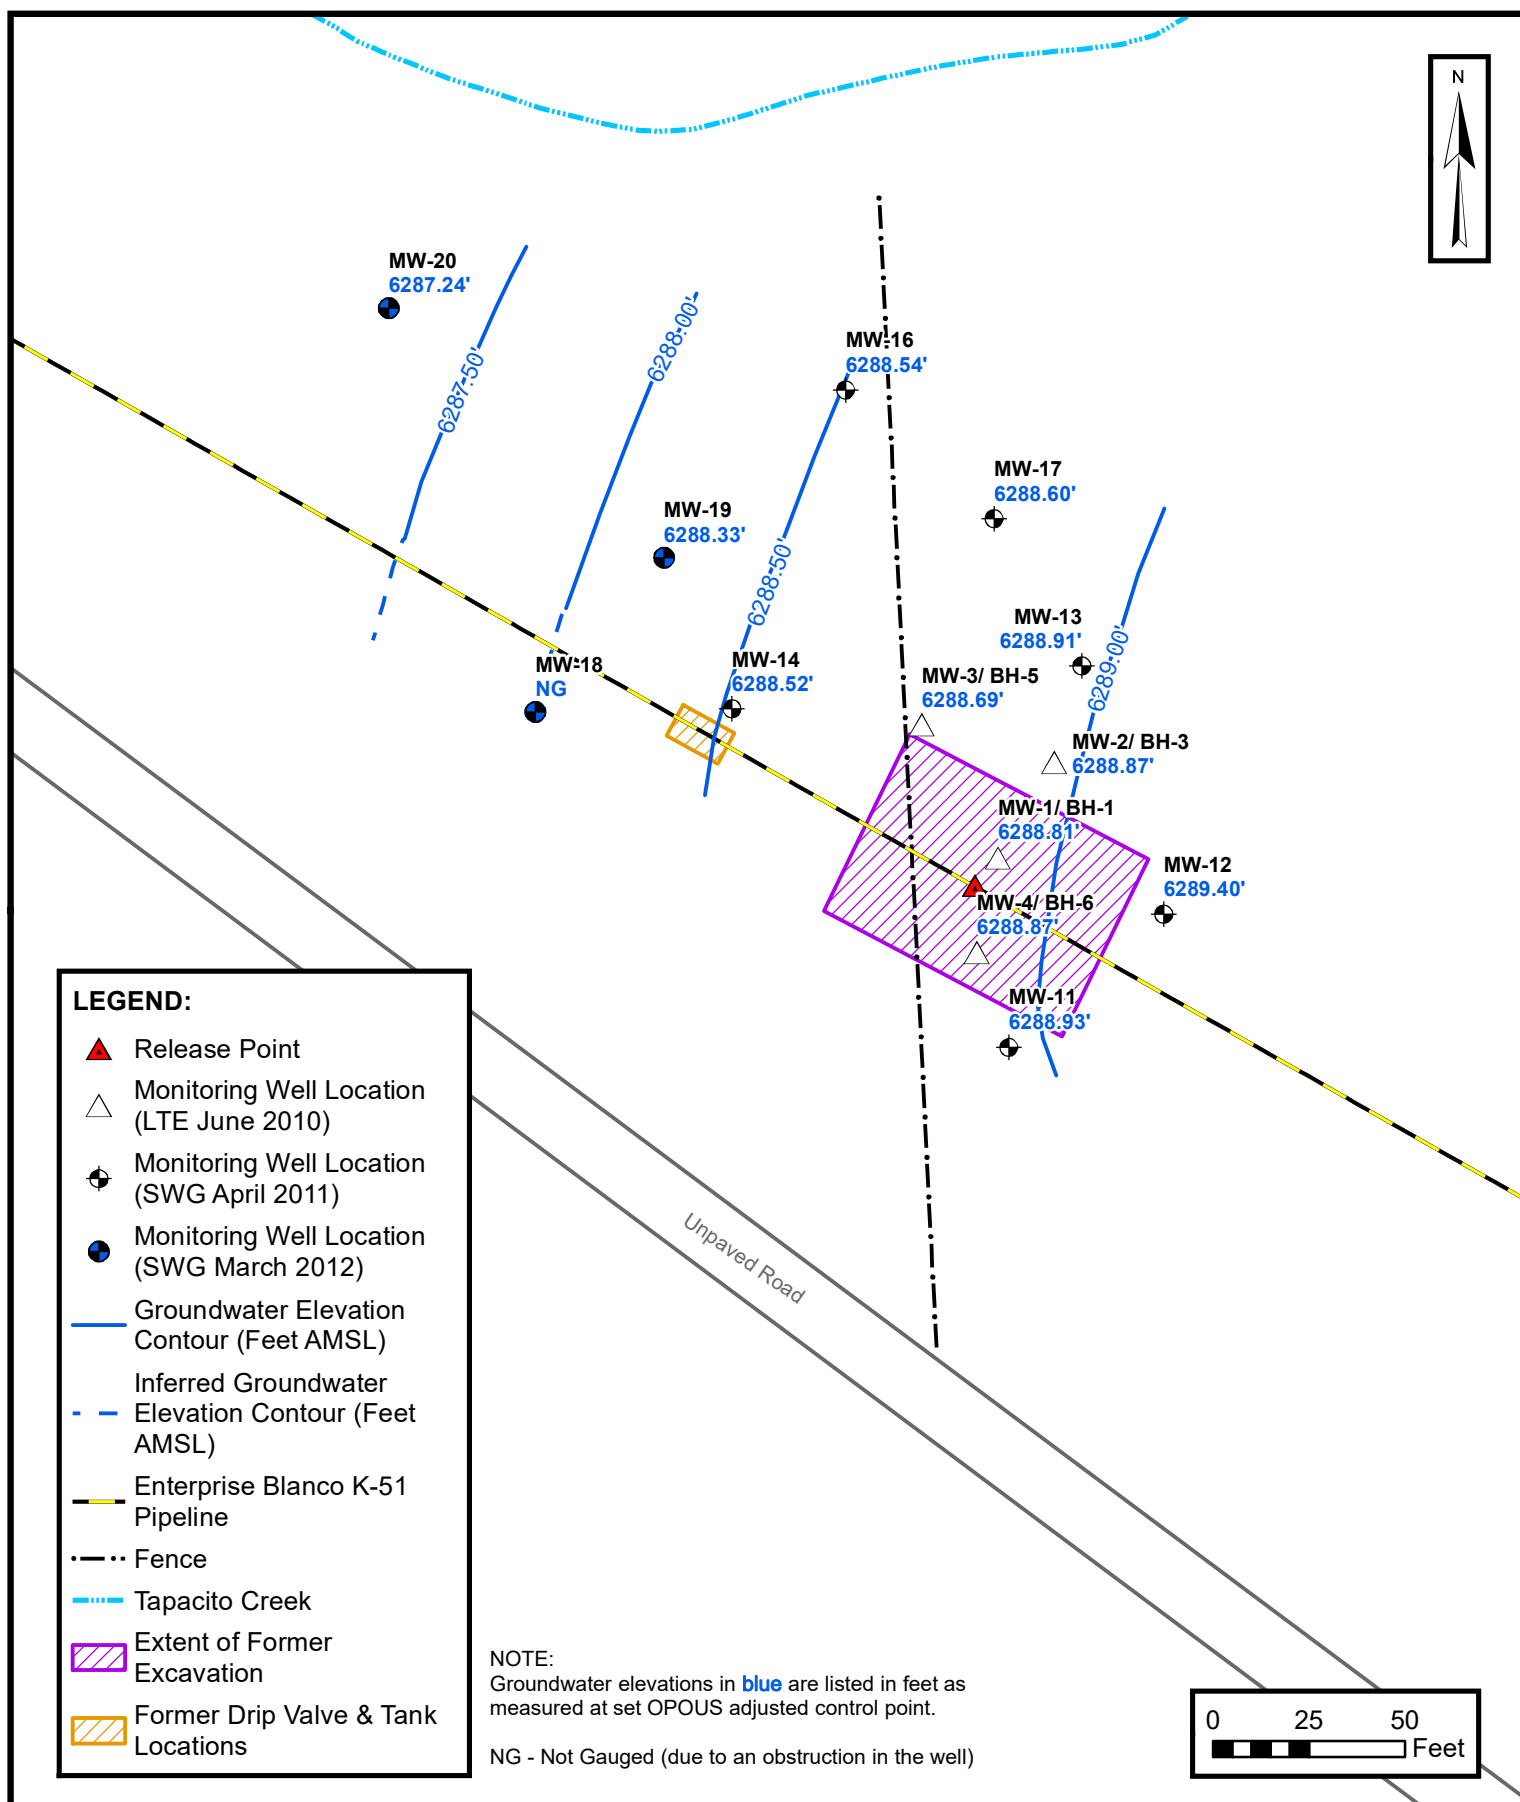 N
MW-20
6287.24'
6287.50'
6288.00'
MW-16
6288.54'
MW-17
6288.60'
MW-19
6288.33'
6288.50'
MW-13
6288.91'
6289.00'
MW-18
NG
MW-14
6288.52'
MW-3/ BH-5
6288.69'
MW-2/ BH-3
6288.87'
MW-1/ BH-1
6288.81'
MW-12
6289.40'
MW-4/ BH-6
6288.87'
MW-11
6288.93'
Unpaved Road
LEGEND:
Release Point
Monitoring Well Location
(LTE June 2010)
Monitoring Well Location
(SWG April 2011)
Monitoring Well Location
(SWG March 2012)
Groundwater Elevation
Contour (Feet AMSL)
Inferred Groundwater
Elevation Contour (Feet
AMSL)
Enterprise Blanco K-51
Pipeline
Fence
Tapacito Creek
Extent of Former
Excavation
Former Drip Valve & Tank
Locations
NOTE:
Groundwater elevations in blue are listed in feet as
measured at set OPOUS adjusted control point.
NG - Not Gauged (due to an obstruction in the well)
0 25 50
Feet